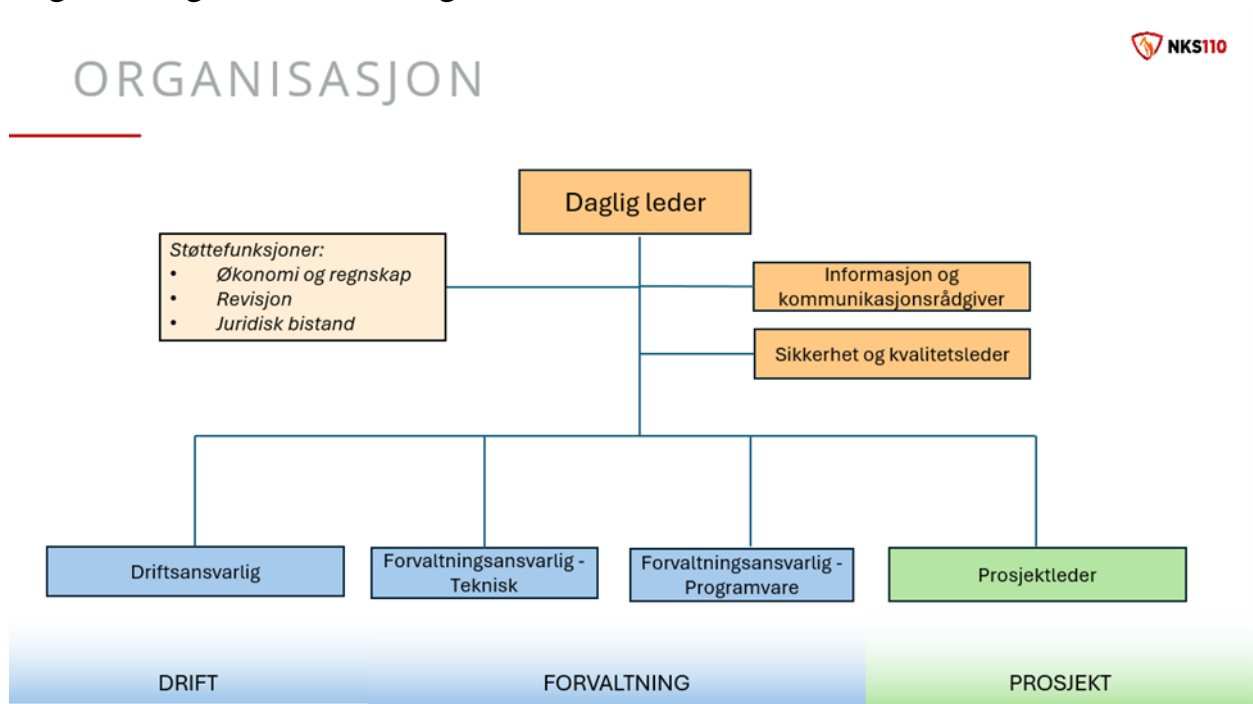 NKS110
ORGANISASJON
Daglig leder
Støttefunksjoner:
• Økonomi og regnskap
• Revisjon
• Juridisk bistand
Informasjon og
kommunikasjonsrådgiver
Sikkerhet og kvalitetsleder
Driftsansvarlig
Forvaltningsansvarlig -
Teknisk
Forvaltningsansvarlig -
Programvare
Prosjektleder
DRIFT
FORVALTNING
PROSJEKT